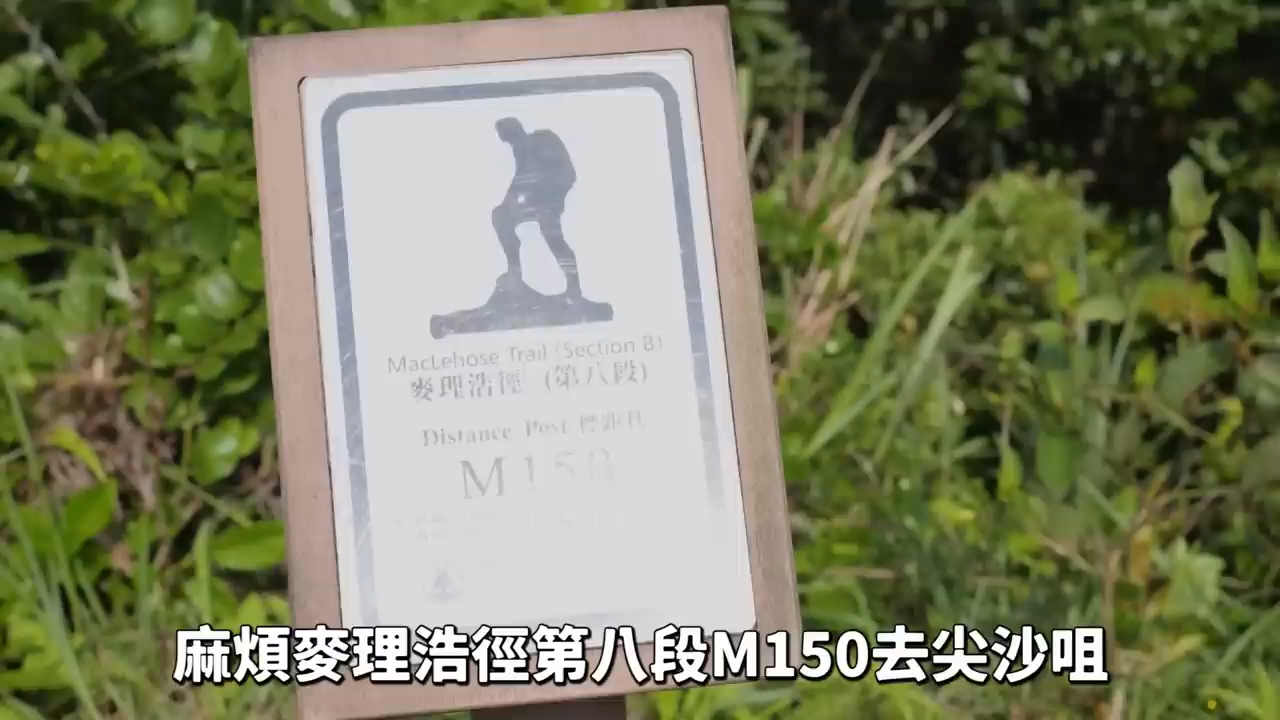 MacLehose Trail (Section 8)
麥理浩徑 (第八段)
Distance Post 標距柱
M150
麻煩麥理浩徑第八段M150去尖沙咀